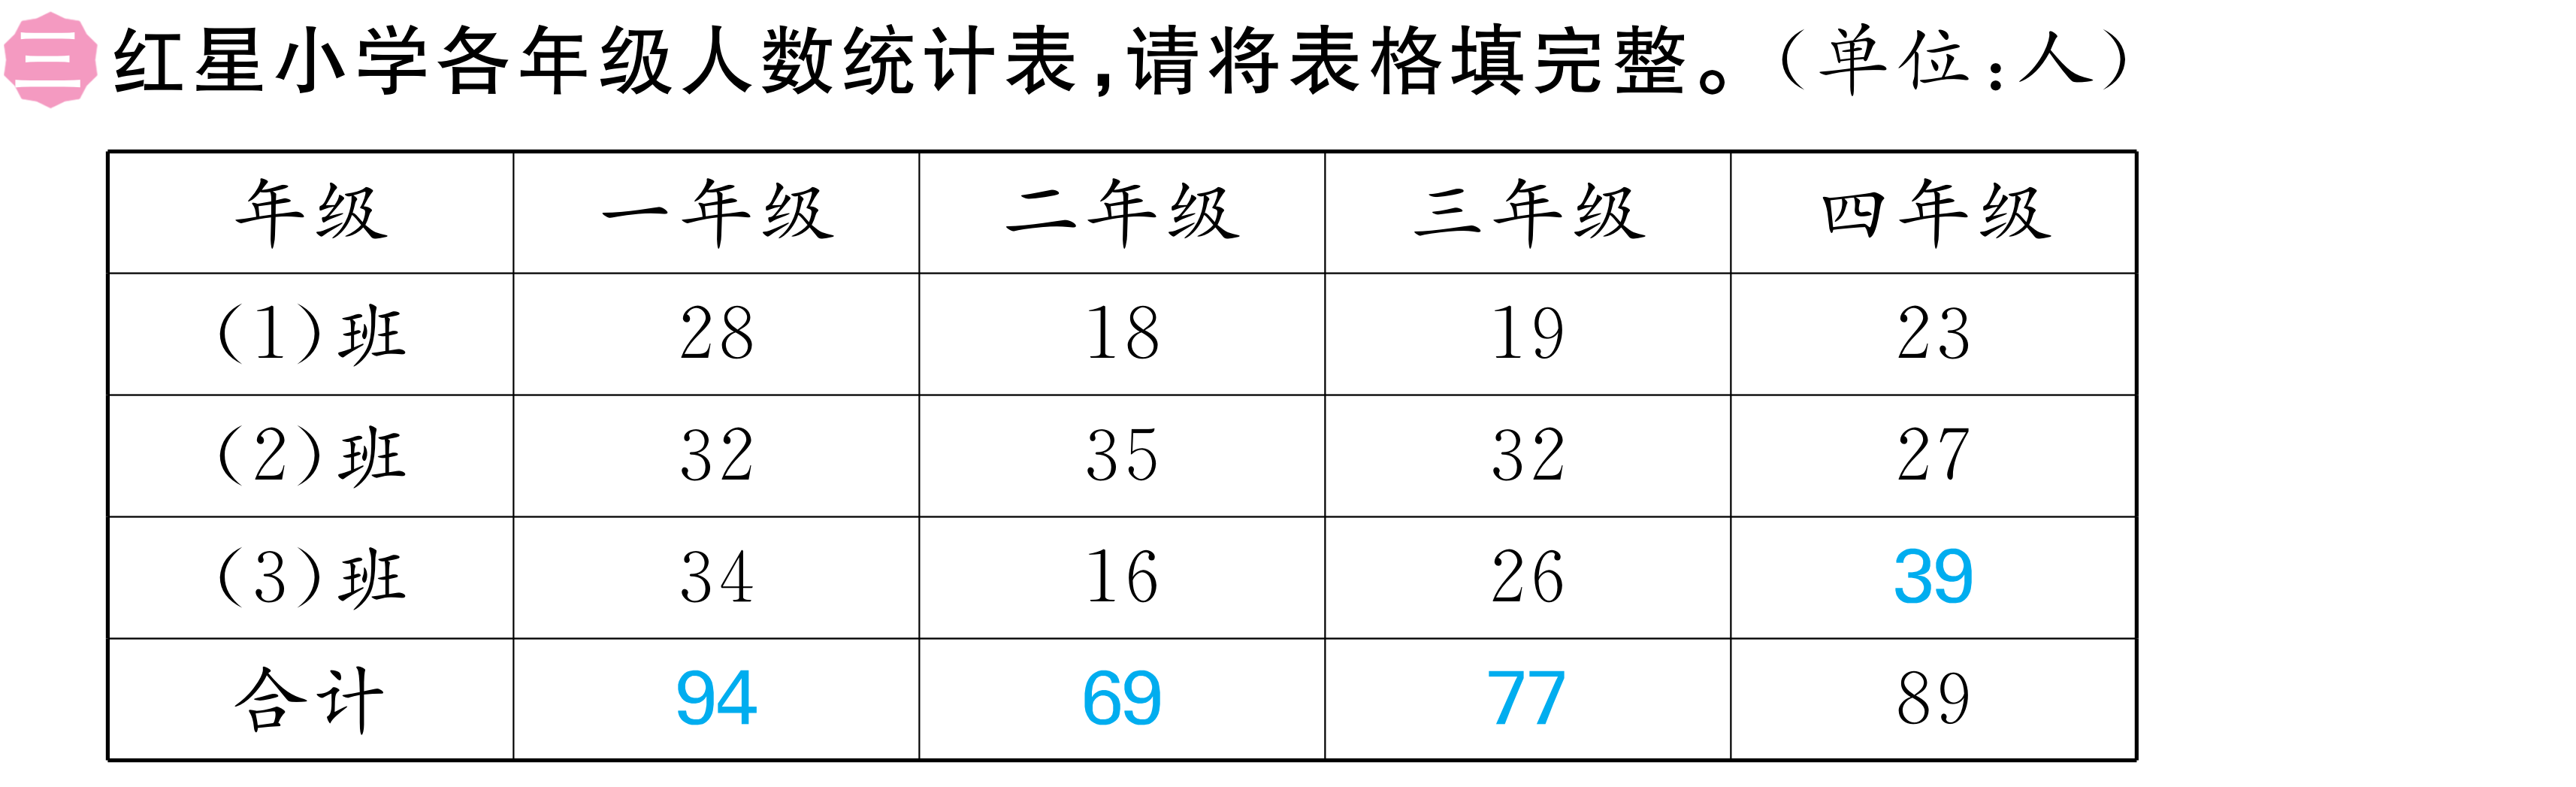 三 红星小学各年级人数统计表,请将表格填完整。(单位:人)
年级 一年级 二年级 三年级 四年级
(1)班 28 18 19 23
(2)班 32 35 32 27
(3)班 34 16 26 39
合计 94 69 77 89